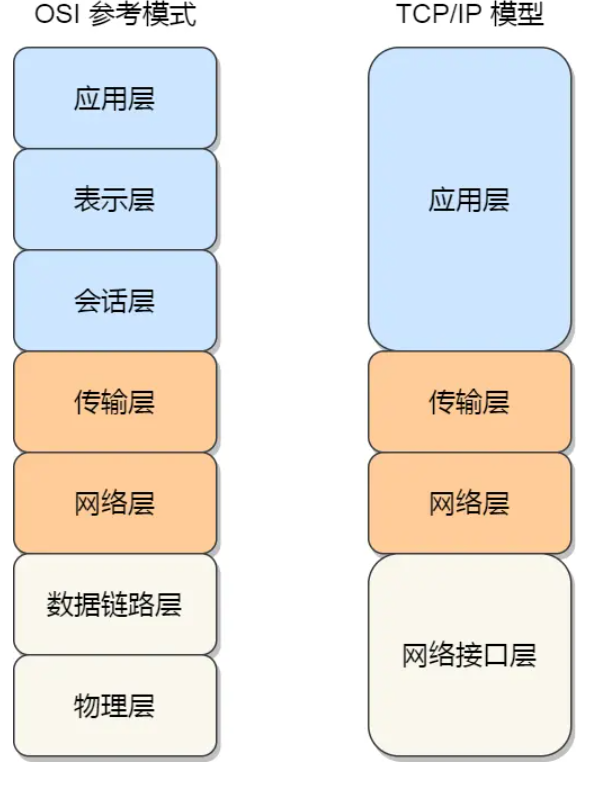 OSI 参考模式
应用层
表示层
会话层
传输层
网络层
数据链路层
物理层
TCP/IP 模型
应用层
传输层
网络层
网络接口层